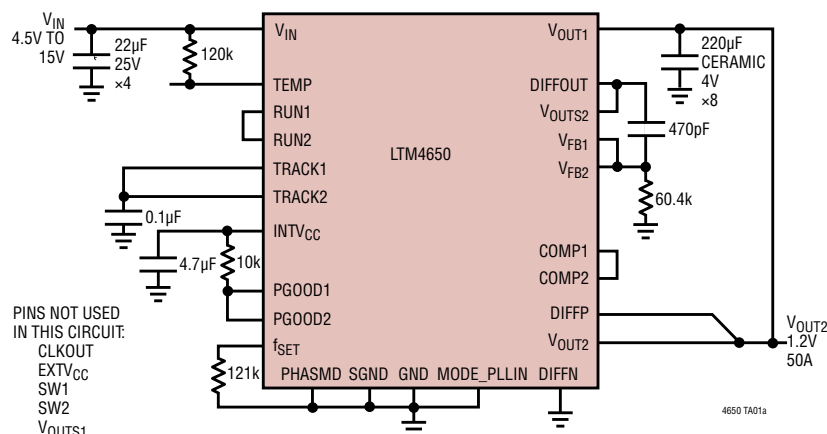 VIN
4.5V TO
15V
22µF
25V
×4
120k
VIN
TEMP
RUN1
RUN2
TRACK1
TRACK2
0.1µF
INTVCC
4.7µF
10k
PGOOD1
PGOOD2
fSET
121k
PHASMD SGND GND MODE_PLLIN DIFFN
LTM4650
VOUT1
DIFFOUT
VOUTS2
VFB1
VFB2
COMP1
COMP2
DIFFP
VOUT2
220µF
CERAMIC
4V
×8
470pF
60.4k
VOUT2
1.2V
50A
PINS NOT USED
IN THIS CIRCUIT:
CLKOUT
EXTVCC
SW1
SW2
VOUTS1
4650 TA01a